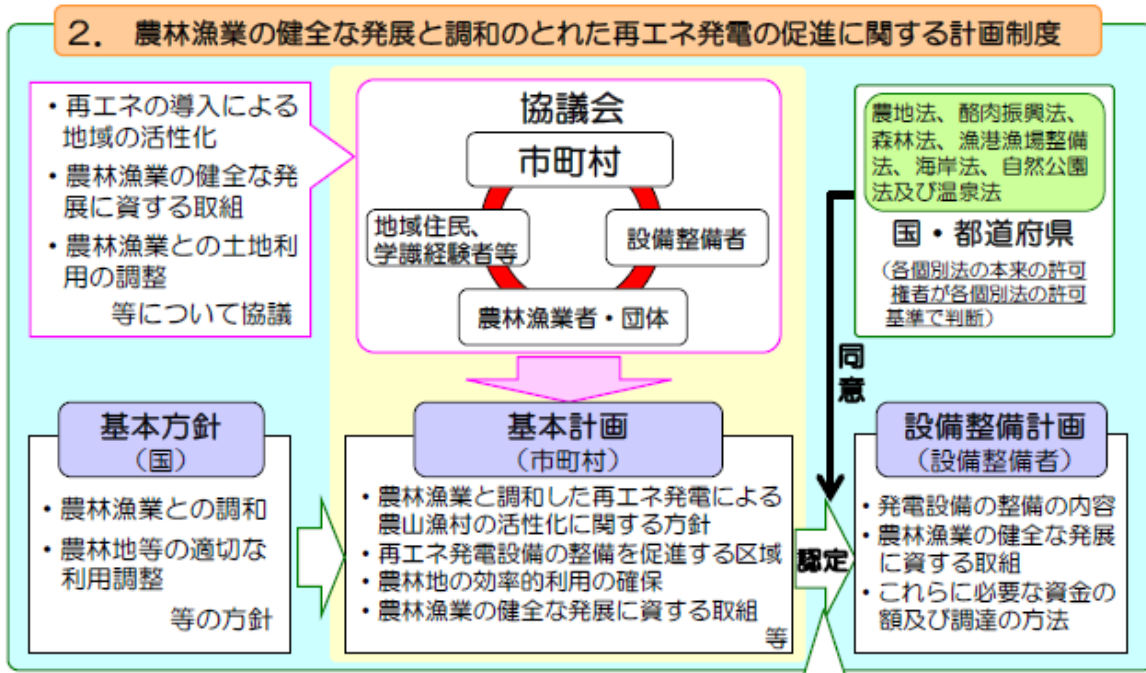 2. 農林漁業の健全な発展と調和のとれた再エネ発電の促進に関する計画制度
・再エネの導入による
地域の活性化
・農林漁業の健全な発
展に資する取組
・農林漁業との土地利
用の調整
等について協議
協議会
市町村
地域住民、
学識経験者等
設備整備者
農林漁業者・団体
農地法、酪肉振興法、
森林法、漁港漁場整備
法、海岸法、自然公園
法及び温泉法
国・都道府県
(各個別法の本来の許可
権者が各個別法の許可
基準で判断)
同意
基本方針
(国)
・農林漁業との調和
・農林地等の適切な
利用調整
等の方針
基本計画
(市町村)
・農林漁業と調和した再エネ発電による
農山漁村の活性化に関する方針
・再エネ発電設備の整備を促進する区域
・農林地の効率的利用の確保
・農林漁業の健全な発展に資する取組
等
認定
設備整備計画
(設備整備者)
・発電設備の整備の内容
・農林漁業の健全な発展
に資する取組
・これらに必要な資金の
額及び調達の方法